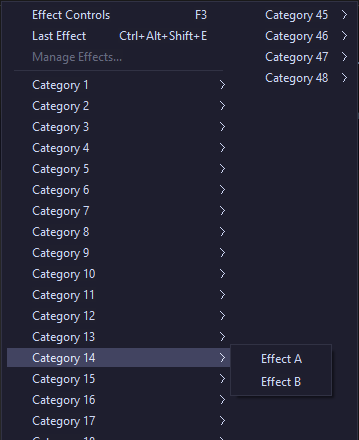 Effect Controls F3
Last Effect Ctrl+Alt+Shift+E
Manage Effects...
Category 1
Category 2
Category 3
Category 4
Category 5
Category 6
Category 7
Category 8
Category 9
Category 10
Category 11
Category 12
Category 13
Category 14
Category 15
Category 16
Category 17
Category 45
Category 46
Category 47
Category 48
Effect A
Effect B